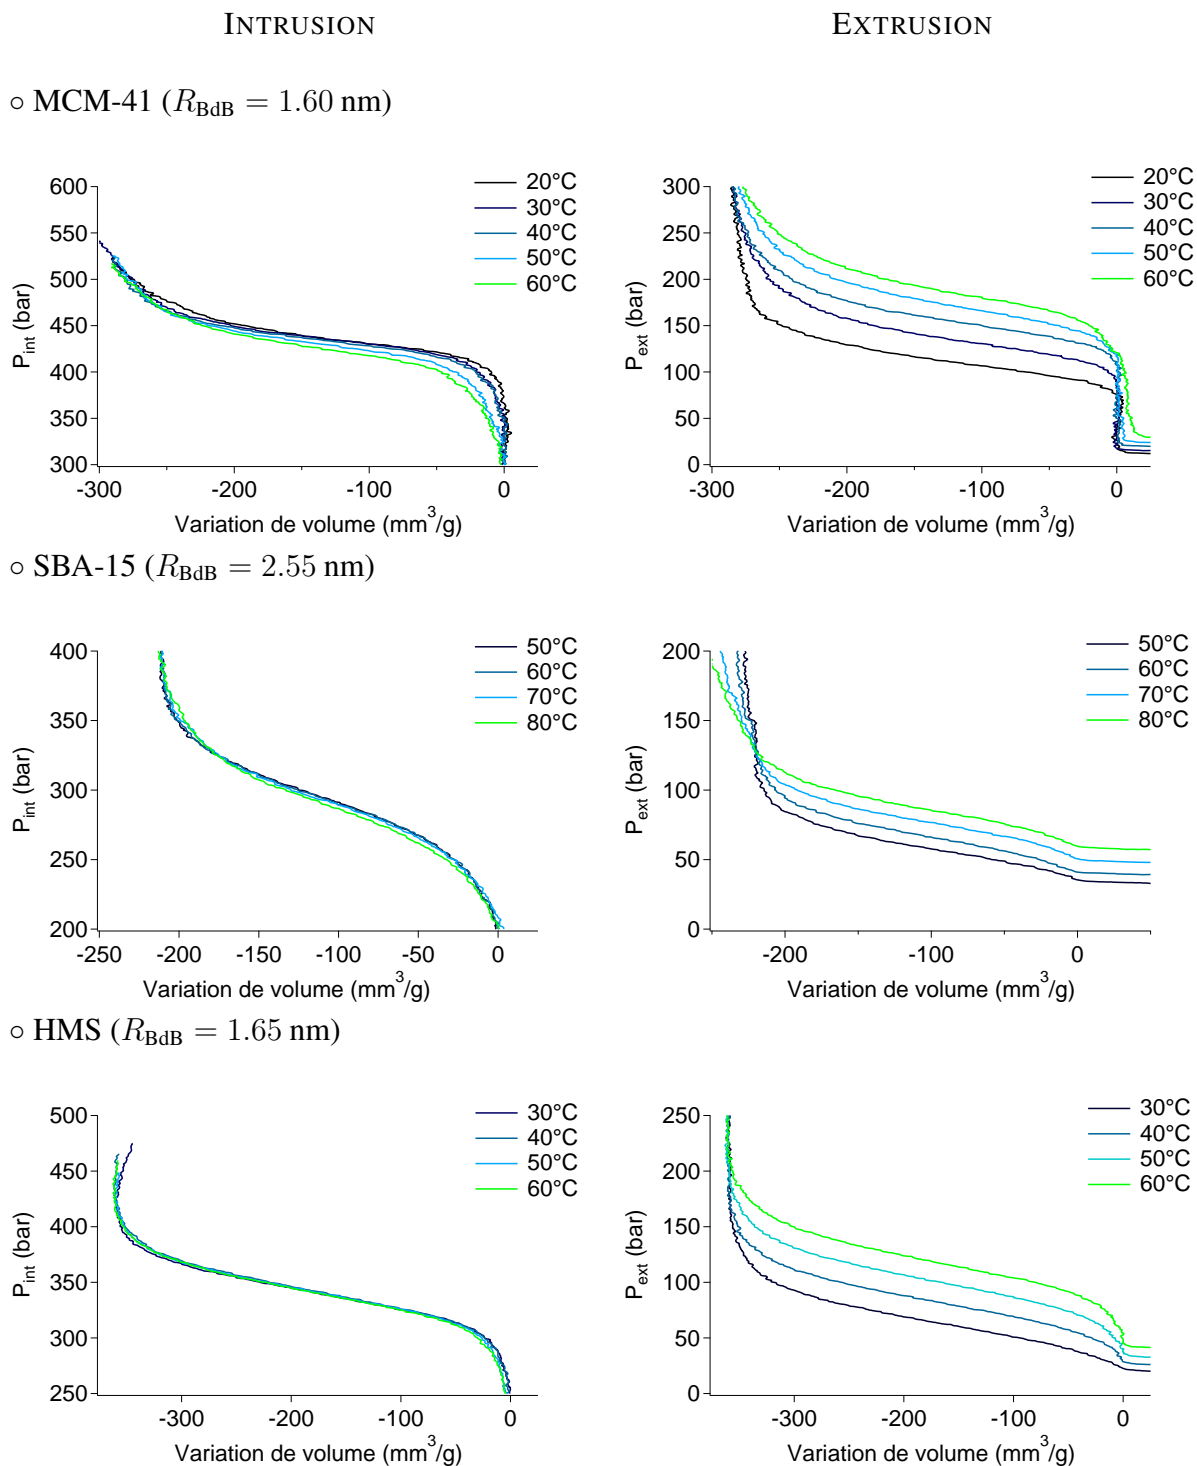 INTRUSION
EXTRUSION
○ MCM-41 (R_BdB = 1.60 nm)
600
550
500
450
400
350
300
-300
-200
-100
0
P_int (bar)
Variation de volume (mm³/g)
20°C
30°C
40°C
50°C
60°C
300
250
200
150
100
50
0
-300
-200
-100
0
P_ext (bar)
Variation de volume (mm³/g)
20°C
30°C
40°C
50°C
60°C
○ SBA-15 (R_BdB = 2.55 nm)
400
350
300
250
200
-250
-200
-150
-100
-50
0
P_int (bar)
Variation de volume (mm³/g)
50°C
60°C
70°C
80°C
200
150
100
50
0
-200
-100
0
P_ext (bar)
Variation de volume (mm³/g)
50°C
60°C
70°C
80°C
○ HMS (R_BdB = 1.65 nm)
500
450
400
350
300
250
-300
-200
-100
0
P_int (bar)
Variation de volume (mm³/g)
30°C
40°C
50°C
60°C
250
200
150
100
50
0
-300
-200
-100
0
P_ext (bar)
Variation de volume (mm³/g)
30°C
40°C
50°C
60°C